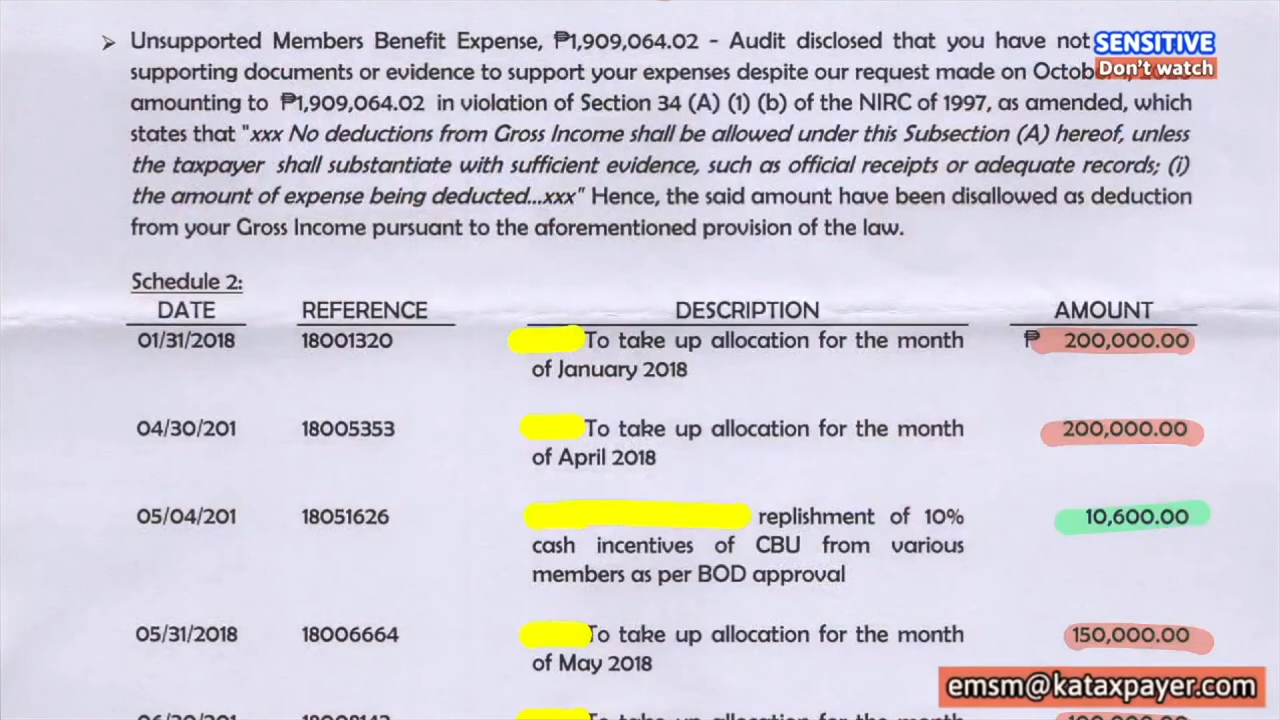 ➢ Unsupported Members Benefit Expense, ₱1,909,064.02 - Audit disclosed that you have not
SENSITIVE
supporting documents or evidence to support your expenses despite our request made on October
Don't watch
amounting to ₱1,909,064.02 in violation of Section 34 (A) (1) (b) of the NIRC of 1997, as amended, which
states that "xxx No deductions from Gross Income shall be allowed under this Subsection (A) hereof, unless
the taxpayer shall substantiate with sufficient evidence, such as official receipts or adequate records; (i)
the amount of expense being deducted...xxx" Hence, the said amount have been disallowed as deduction
from your Gross Income pursuant to the aforementioned provision of the law.
Schedule 2:
DATE REFERENCE DESCRIPTION AMOUNT
01/31/2018 18001320 To take up allocation for the month ₱ 200,000.00
of January 2018
04/30/201 18005353 To take up allocation for the month 200,000.00
of April 2018
05/04/201 18051626 replishment of 10% 10,600.00
cash incentives of CBU from various
members as per BOD approval
05/31/2018 18006664 To take up allocation for the month 150,000.00
of May 2018
emsm@kataxpayer.com
To take up allocation for the month